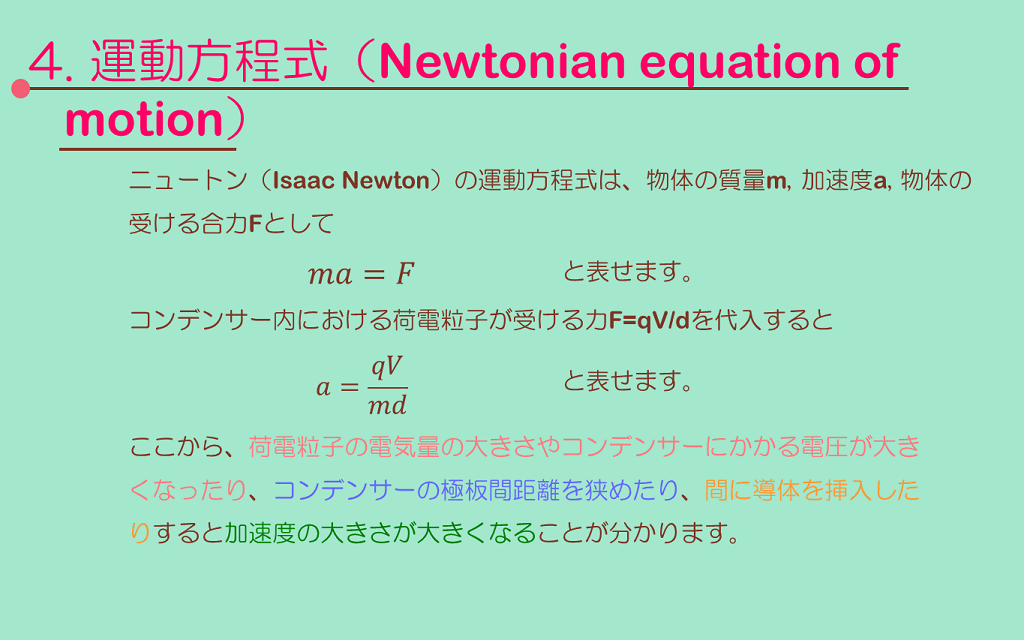 4. 運動方程式（Newtonian equation of
motion）
ニュートン（Isaac Newton）の運動方程式は、物体の質量m, 加速度a, 物体の
受ける合力Fとして
ma = F と表せます。
コンデンサー内における荷電粒子が受ける力F=qV/dを代入すると
a = qV/md と表せます。
ここから、荷電粒子の電気量の大きさやコンデンサーにかかる電圧が大き
くなったり、コンデンサーの極板間距離を狭めたり、間に導体を挿入した
りすると加速度の大きさが大きくなることが分かります。